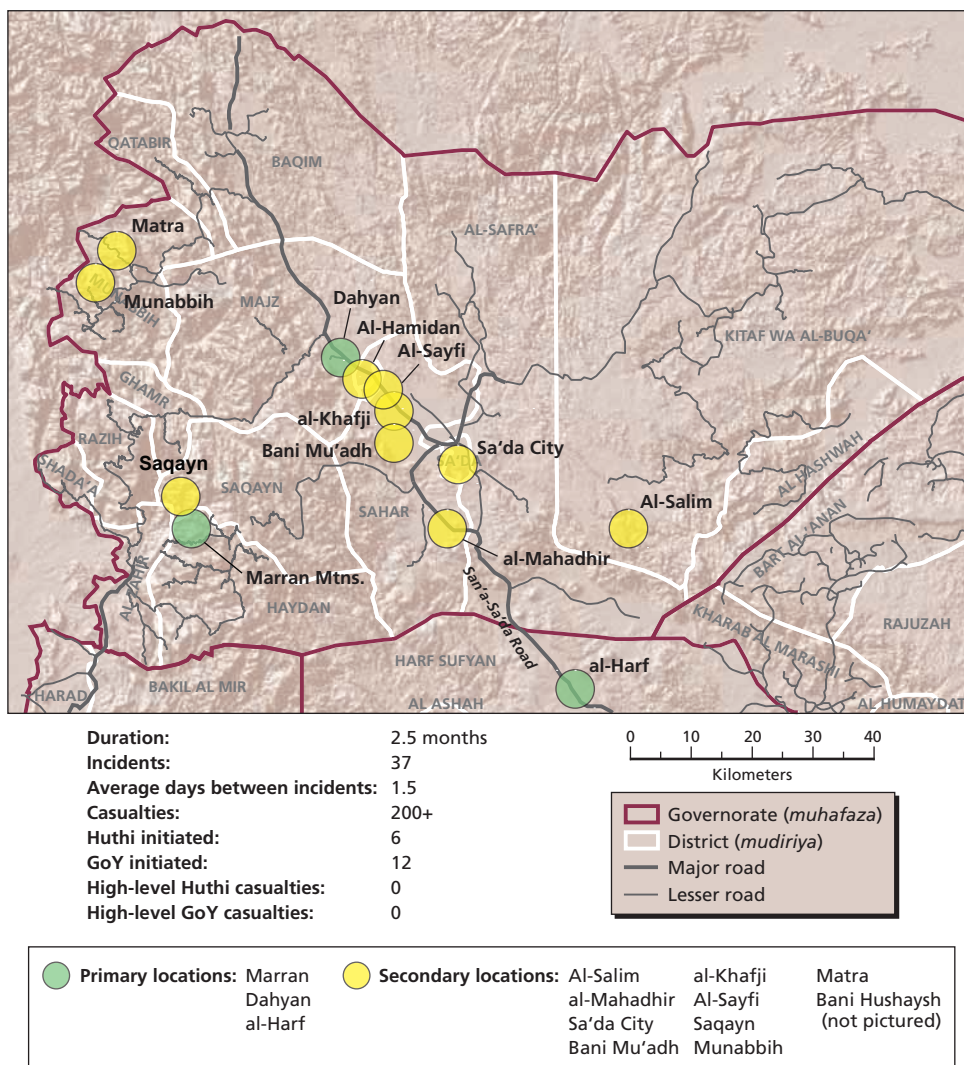 QATABIR
BAQIM
AL-SAFRA'
Matra
Munabbih
MUNABBIH
MAJZ
Dahyan
Al-Hamidan
Al-Sayfi
KITAF WA AL-BUQA'
GHAMR
al-Khafji
Bani Mu'adh
RAZIH
SHADA'A
Saqayn
SAQAYN
Sa'da City
SA'DA
AL HASHWAH
Al-Salim
SAHAR
al-Mahadhir
BART AL 'ANAN
Marran Mtns.
AL-ZAHIR
HAYDAN
San'a-Sa'da Road
KHARAB AL MARASHI
RAJUZAH
HARF SUFYAN
al-Harf
HARAD
BAKIL AL MIR
AL ASHAH
AL HUMAYDAT
Duration: 2.5 months
Incidents: 37
Average days between incidents: 1.5
Casualties: 200+
Huthi initiated: 6
GoY initiated: 12
High-level Huthi casualties: 0
High-level GoY casualties: 0
0 10 20 30 40
Kilometers
Governorate (muhafaza)
District (mudiriya)
Major road
Lesser road
Primary locations: Marran
Dahyan
al-Harf
Secondary locations: Al-Salim al-Khafji Matra
al-Mahadhir Al-Sayfi Bani Hushaysh
Sa'da City Saqayn (not pictured)
Bani Mu'adh Munabbih